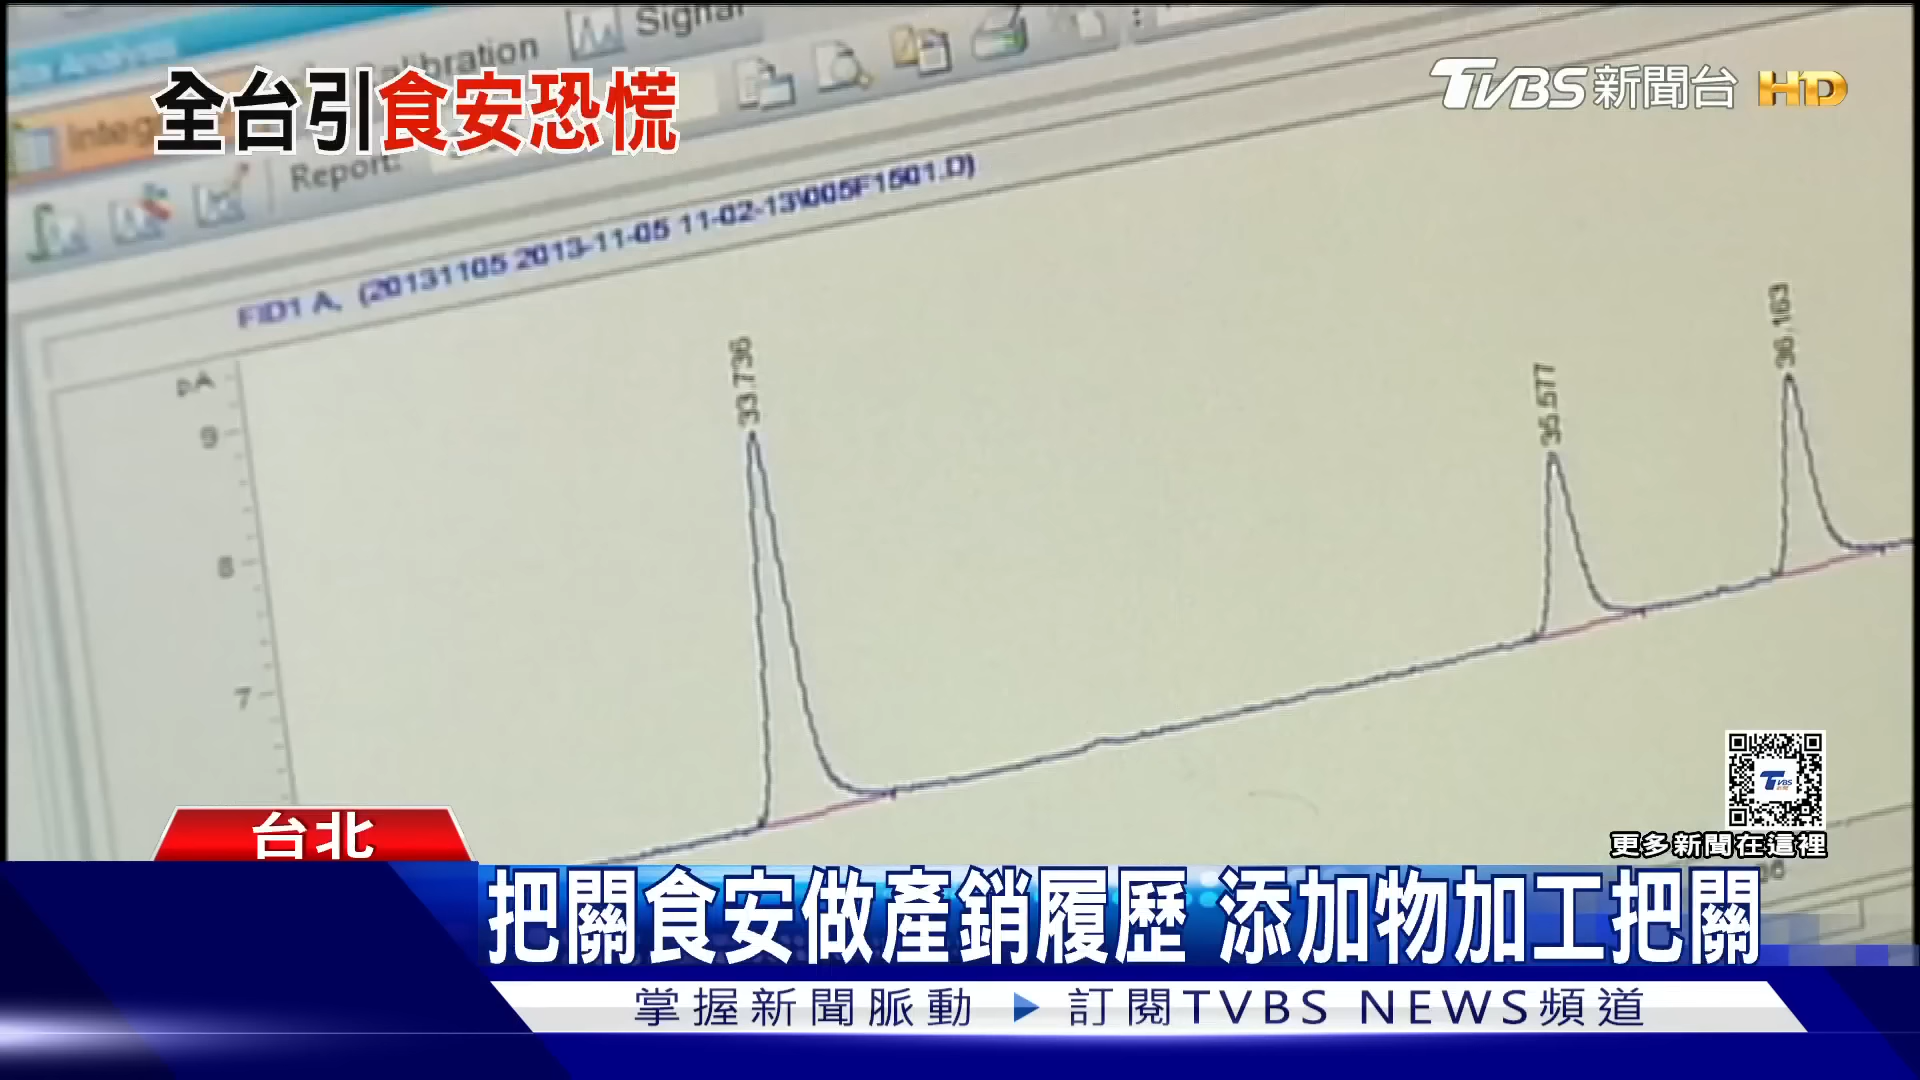 Calibration
Signal
全台引食安恐慌
TVBS新聞台 HD
Report:
FID1 A, (20131105 2013-11-05 11-02-13\005F1501.D)
pA
9
8
7
33.736
35.577
36.163
台北
TVBS
更多新聞在這裡
把關食安做產銷履歷 添加物加工把關
掌握新聞脈動 ▶ 訂閱TVBS NEWS頻道